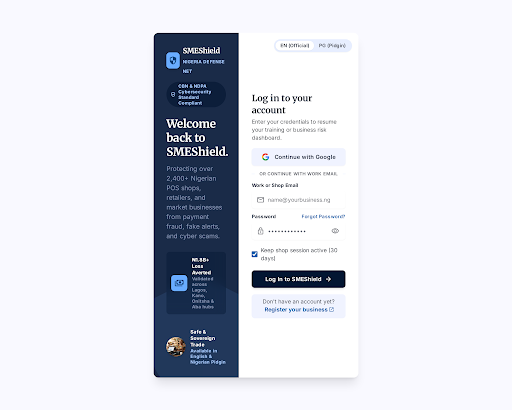 SMEShield
NIGERIA DEFENSE
NET
CBN & NDPA
Cybersecurity
Standard
Compliant
Welcome
back to
SMEShield.
Protecting over
2,400+ Nigerian
POS shops,
retailers, and
market businesses
from payment
fraud, fake alerts,
and cyber scams.
₦1.8B+
Loss
Averted
Validated
across
Lagos,
Kano,
Onitsha &
Aba hubs
Safe &
Sovereign
Trade
Available in
English &
Nigerian Pidgin
EN (Official)
PG (Pidgin)
Log in to your
account
Enter your credentials to resume
your training or business risk
dashboard.
Continue with Google
OR CONTINUE WITH WORK EMAIL
Work or Shop Email
name@yourbusiness.ng
Password
Forgot Password?
••••••••••••
Keep shop session active (30
days)
Log in to SMEShield →
Don't have an account yet?
Register your business